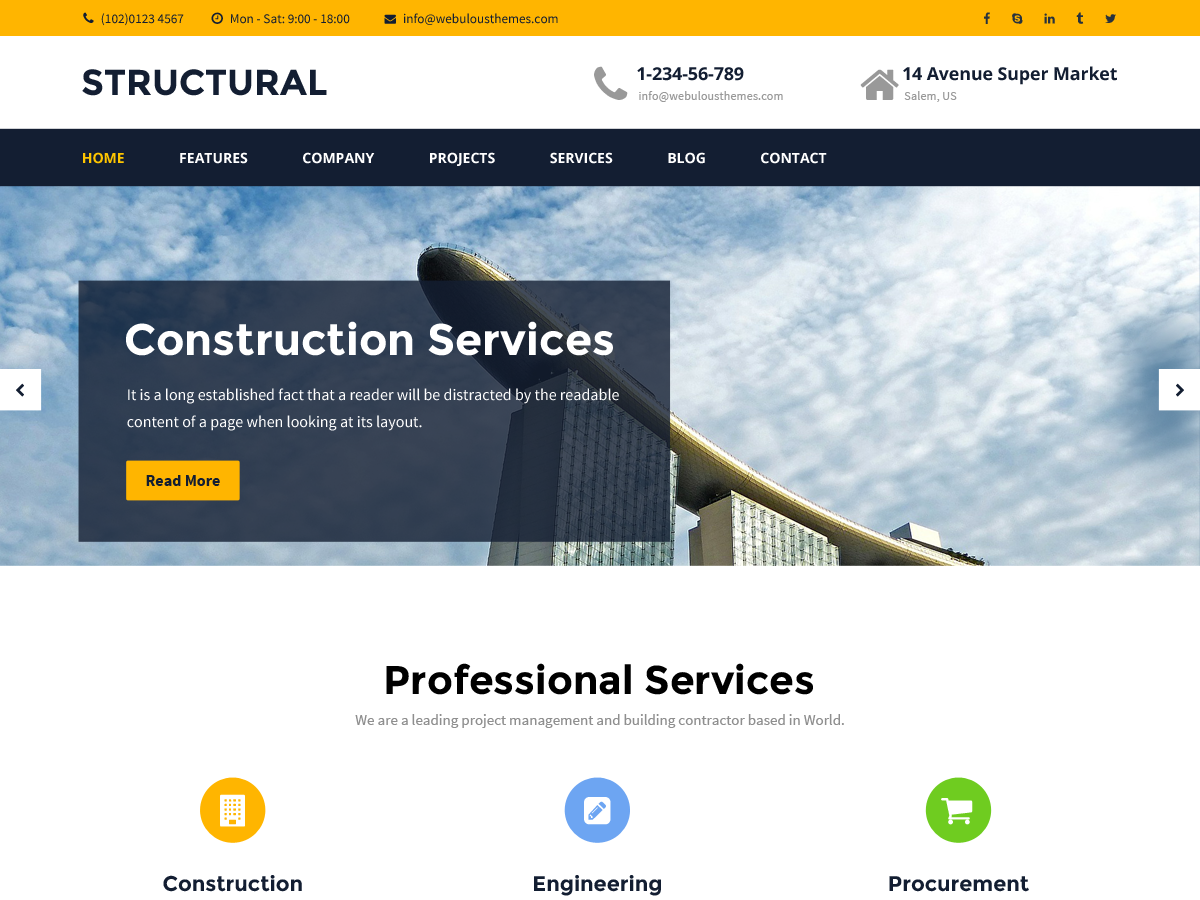 (102)0123 4567 Mon - Sat: 9:00 - 18:00 info@webulousthemes.com
STRUCTURAL
1-234-56-789
info@webulousthemes.com
14 Avenue Super Market
Salem, US
HOME FEATURES COMPANY PROJECTS SERVICES BLOG CONTACT
Construction Services
It is a long established fact that a reader will be distracted by the readable
content of a page when looking at its layout.
Read More
Professional Services
We are a leading project management and building contractor based in World.
Construction Engineering Procurement